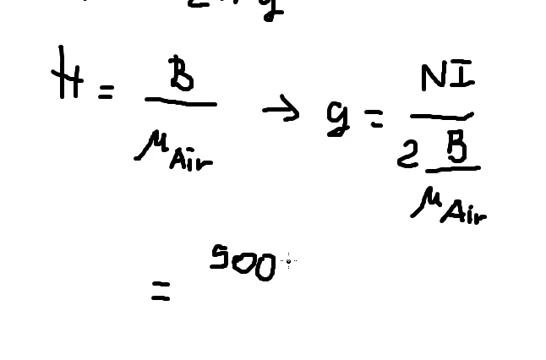 H = B / μAir → g = NI / 2 B / μAir
= 500